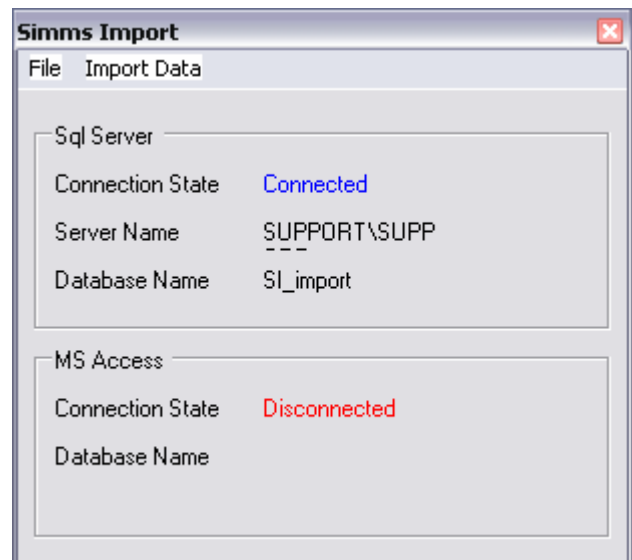 Simms Import
File Import Data
Sql Server
Connection State Connected
Server Name SUPPORT\SUPP
Database Name SI_import
MS Access
Connection State Disconnected
Database Name